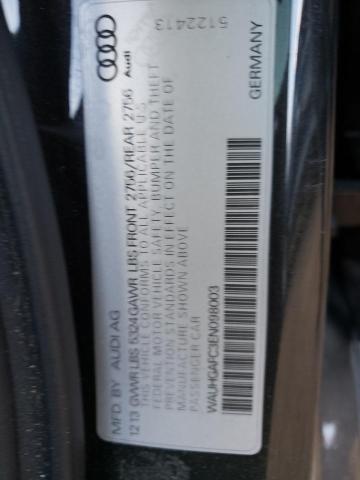 MFD BY AUDI AG
12 13 GVWR LBS 5324 GAWR LBS FRONT 2756/REAR 2756
THIS VEHICLE CONFORMS TO ALL APPLICABLE U.S.
FEDERAL MOTOR VEHICLE SAFETY, BUMPER AND THEFT
PREVENTION STANDARDS IN EFFECT ON THE DATE OF
MANUFACTURE SHOWN ABOVE
PASSENGER CAR
WAUHGAFC3EN098003
GERMANY
Audi
5122413